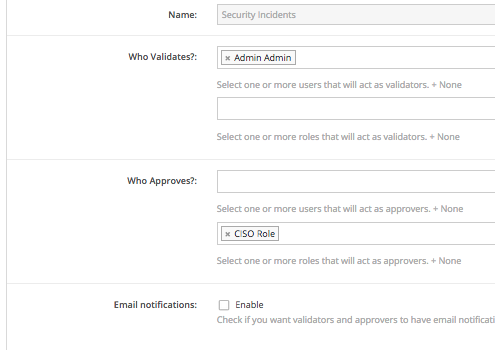 Name: Security Incidents
Who Validates?: × Admin Admin
Select one or more users that will act as validators. + None
Select one or more roles that will act as validators. + None
Who Approves?:
Select one or more users that will act as approvers. + None
× CISO Role
Select one or more roles that will act as approvers. + None
Email notifications: Enable
Check if you want validators and approvers to have email